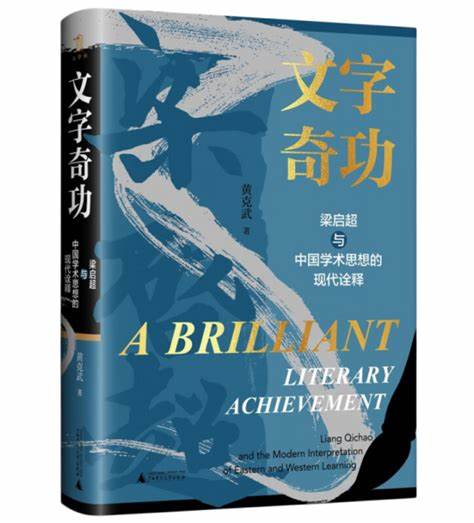 文字奇功
梁启超
与
中国学术思想的
现代诠释
黄克武 著
文字
奇功
黄克武 著
梁启超
与
中国学术思想的
现代诠释
A BRILLIANT
LITERARY
ACHIEVEMENT
Liang Qichao
and the Modern Interpretation
of Eastern and Western Learning